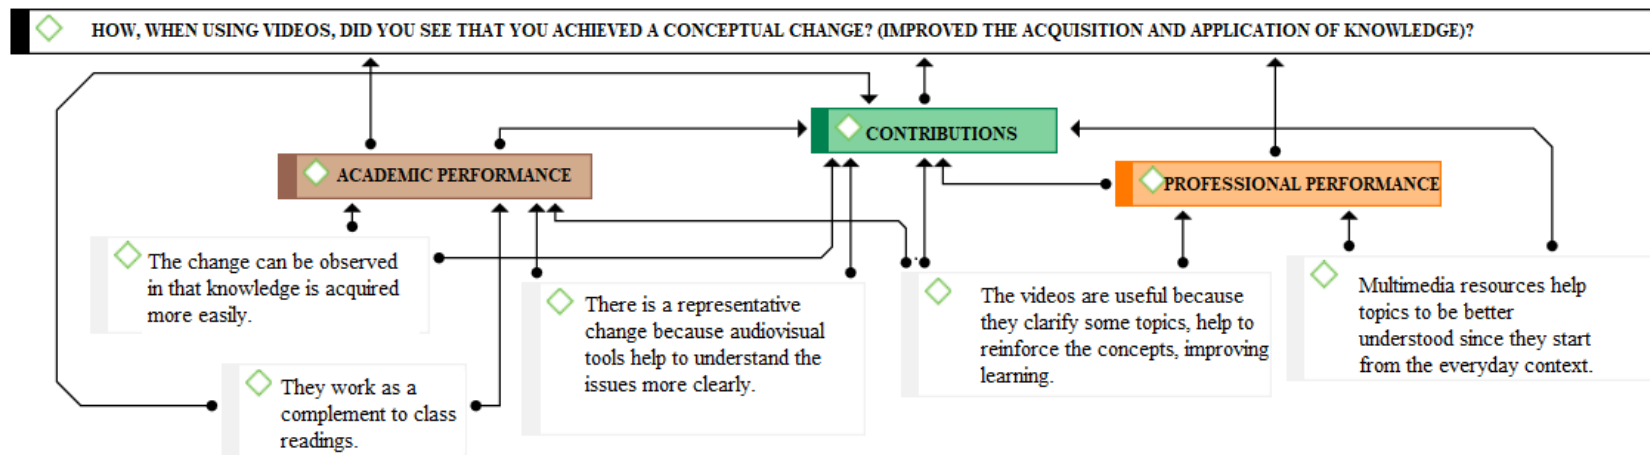 HOW, WHEN USING VIDEOS, DID YOU SEE THAT YOU ACHIEVED A CONCEPTUAL CHANGE? (IMPROVED THE ACQUISITION AND APPLICATION OF KNOWLEDGE)?
CONTRIBUTIONS
ACADEMIC PERFORMANCE
PROFESSIONAL PERFORMANCE
The change can be observed
in that knowledge is acquired
more easily.
There is a representative
change because audiovisual
tools help to understand the
issues more clearly.
The videos are useful because
they clarify some topics, help to
reinforce the concepts, improving
learning.
Multimedia resources help
topics to be better
understood since they start
from the everyday context.
They work as a
complement to class
readings.